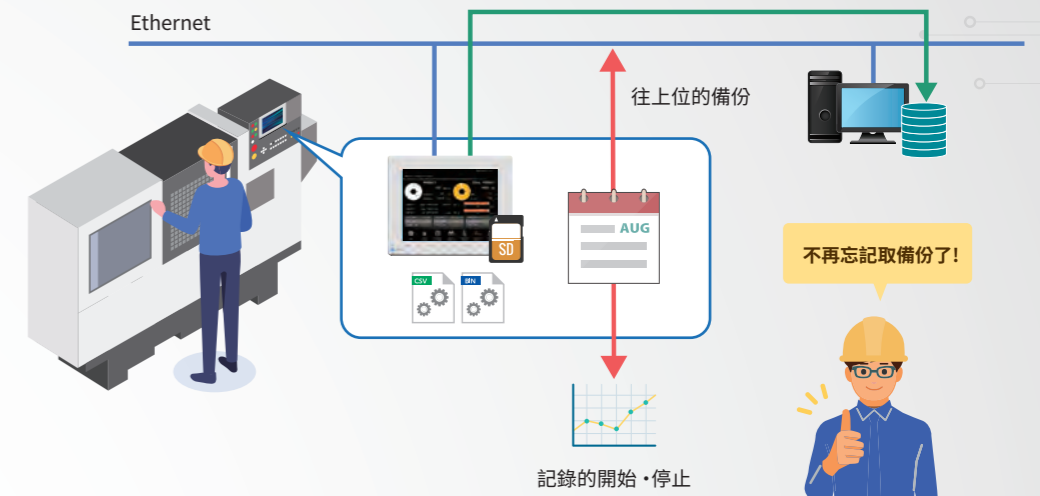 Ethernet
往上位的備份
AUG
SD
CSV
BIN
不再忘記取備份了!
記錄的開始・停止